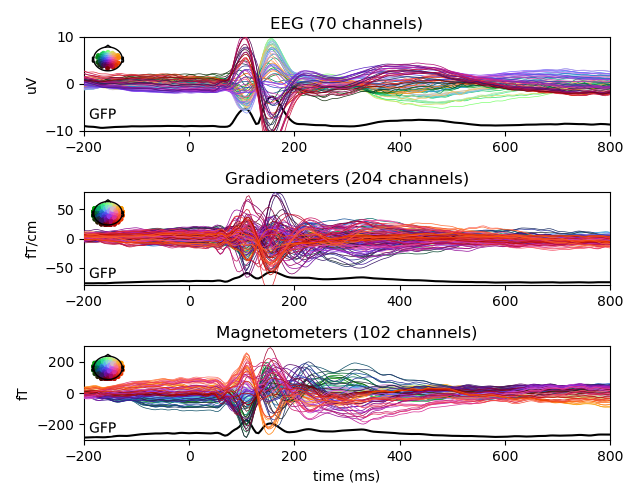 EEG (70 channels)
10
0
−10
uV
GFP
−200 0 200 400 600 800
Gradiometers (204 channels)
50
0
−50
fT/cm
GFP
−200 0 200 400 600 800
Magnetometers (102 channels)
200
0
−200
fT
GFP
−200 0 200 400 600 800
time (ms)